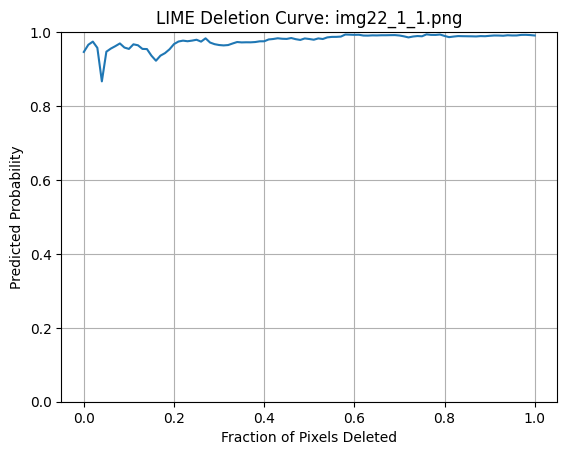 LIME Deletion Curve: img22_1_1.png
1.0
0.8
0.6
0.4
0.2
0.0
Predicted Probability
0.0 0.2 0.4 0.6 0.8 1.0
Fraction of Pixels Deleted